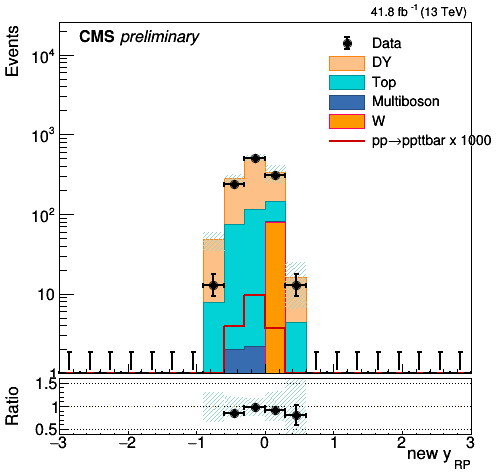 41.8 fb⁻¹ (13 TeV)
CMS preliminary
Events
Data
DY
Top
Multiboson
W
pp→ppttbar x 1000
10⁴
10³
10²
10
1
Ratio
1.5
1
0.5
−3 −2 −1 0 1 2 3
new y_RP